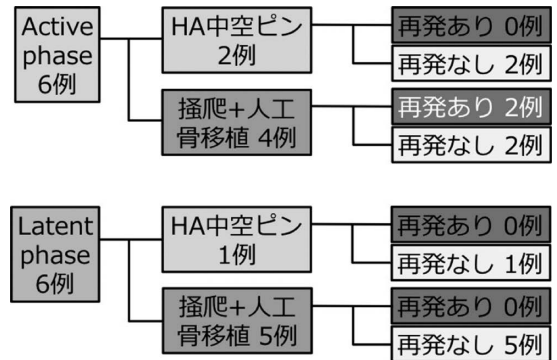 Active
phase
6例
HA中空ピン
2例
再発あり 0例
再発なし 2例
掻爬+人工
骨移植 4例
再発あり 2例
再発なし 2例
Latent
phase
6例
HA中空ピン
1例
再発あり 0例
再発なし 1例
掻爬+人工
骨移植 5例
再発あり 0例
再発なし 5例